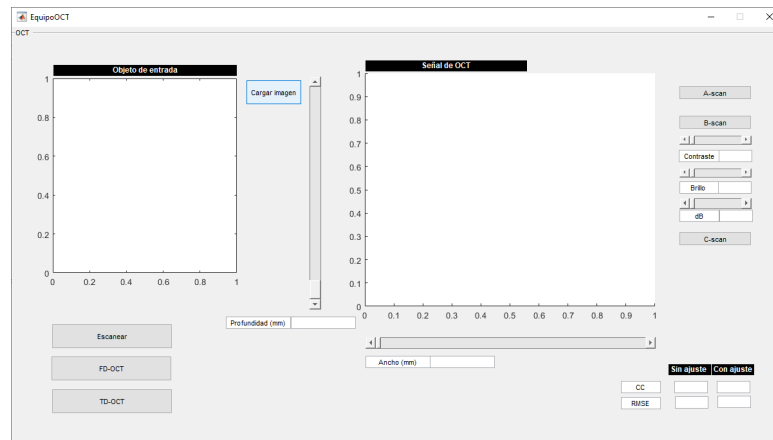 EquipoOCT
OCT
Objeto de entrada
1
0.8
0.6
0.4
0.2
0
0 0.2 0.4 0.6 0.8 1
Cargar imagen
Profundidad (mm)
Escanear
FD-OCT
TD-OCT
Señal de OCT
1
0.9
0.8
0.7
0.6
0.5
0.4
0.3
0.2
0.1
0
0 0.1 0.2 0.3 0.4 0.5 0.6 0.7 0.8 0.9 1
Ancho (mm)
A-scan
B-scan
Contraste
Brillo
dB
C-scan
Sin ajuste Con ajuste
CC
RMSE